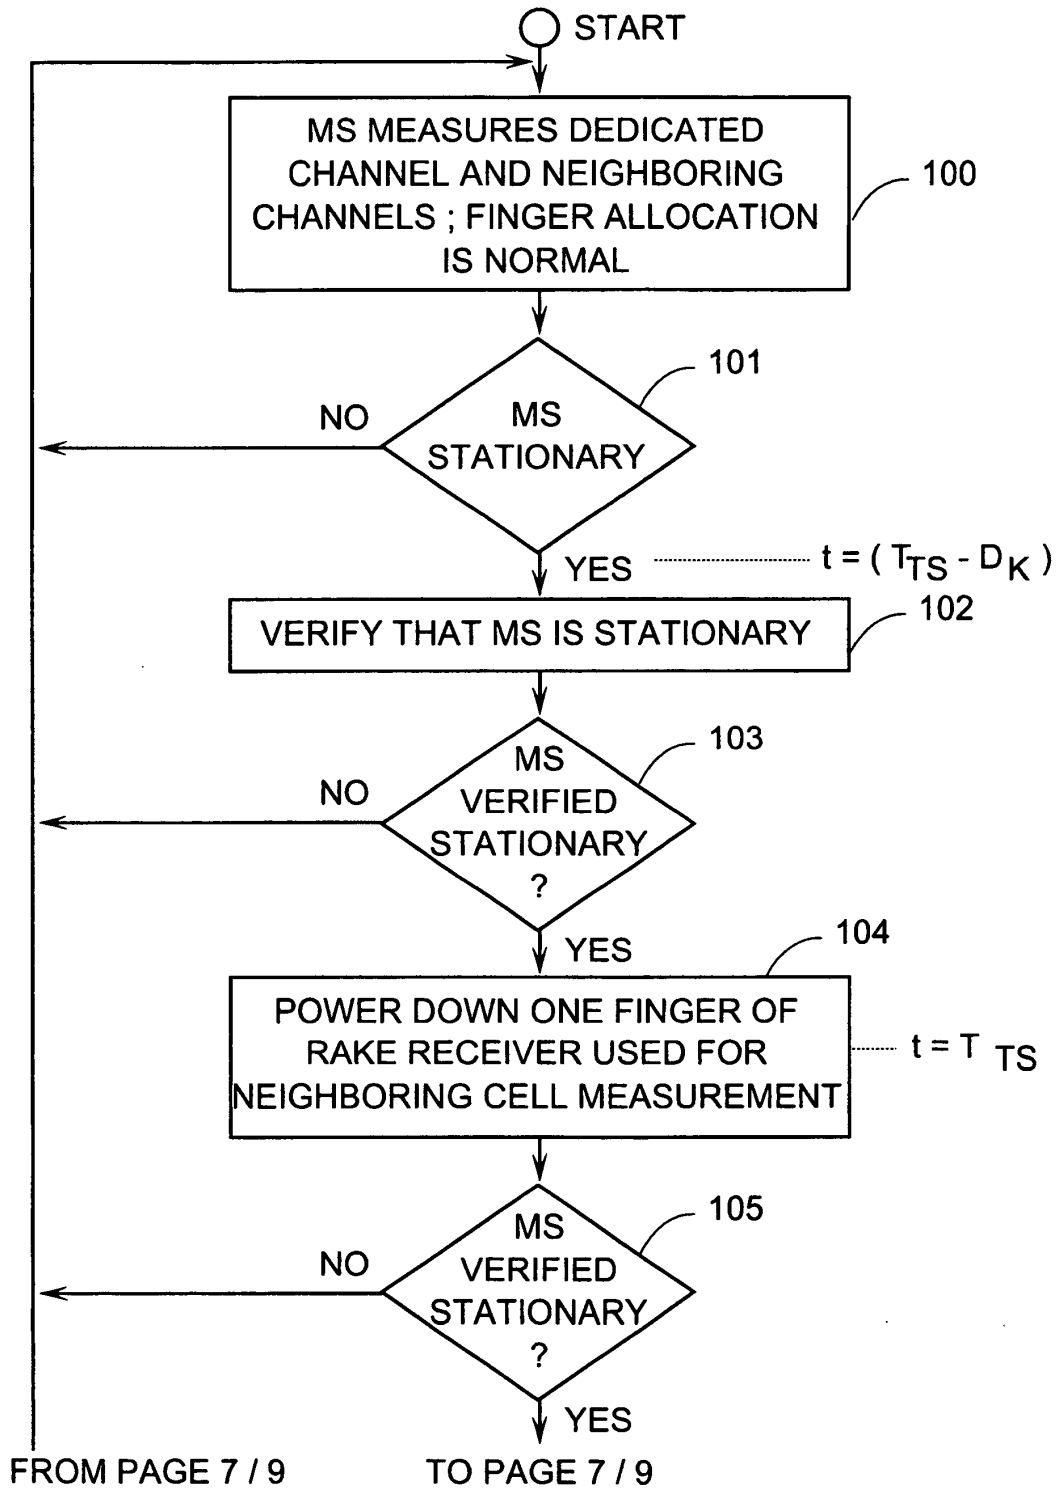 START
MS MEASURES DEDICATED
CHANNEL AND NEIGHBORING
CHANNELS ; FINGER ALLOCATION
IS NORMAL
100
101
NO
MS
STATIONARY
YES
t = ( T TS - D K )
102
VERIFY THAT MS IS STATIONARY
103
NO
MS
VERIFIED
STATIONARY
?
YES
104
POWER DOWN ONE FINGER OF
RAKE RECEIVER USED FOR
NEIGHBORING CELL MEASUREMENT
t = T TS
105
NO
MS
VERIFIED
STATIONARY
?
YES
FROM PAGE 7 / 9
TO PAGE 7 / 9